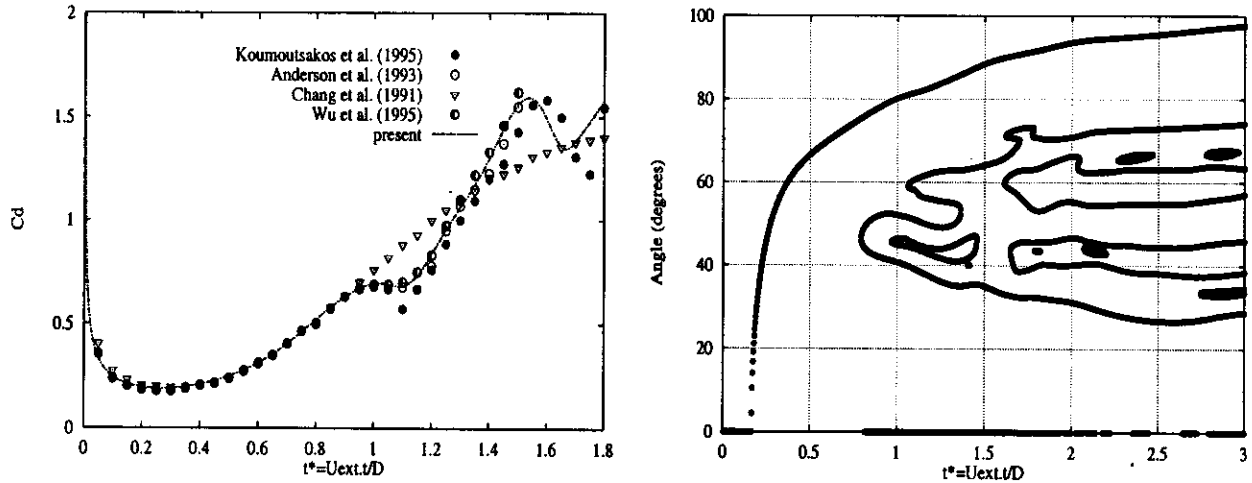 2
1.5
1
0.5
0
Cd
Koumoutsakos et al. (1995)
Anderson et al. (1993)
Chang et al. (1991)
Wu et al. (1995)
present
0 0.2 0.4 0.6 0.8 1 1.2 1.4 1.6 1.8
t*=Uext.t/D
100
80
60
40
20
0
Angle (degrees)
0 0.5 1 1.5 2 2.5 3
t*=Uext.t/D